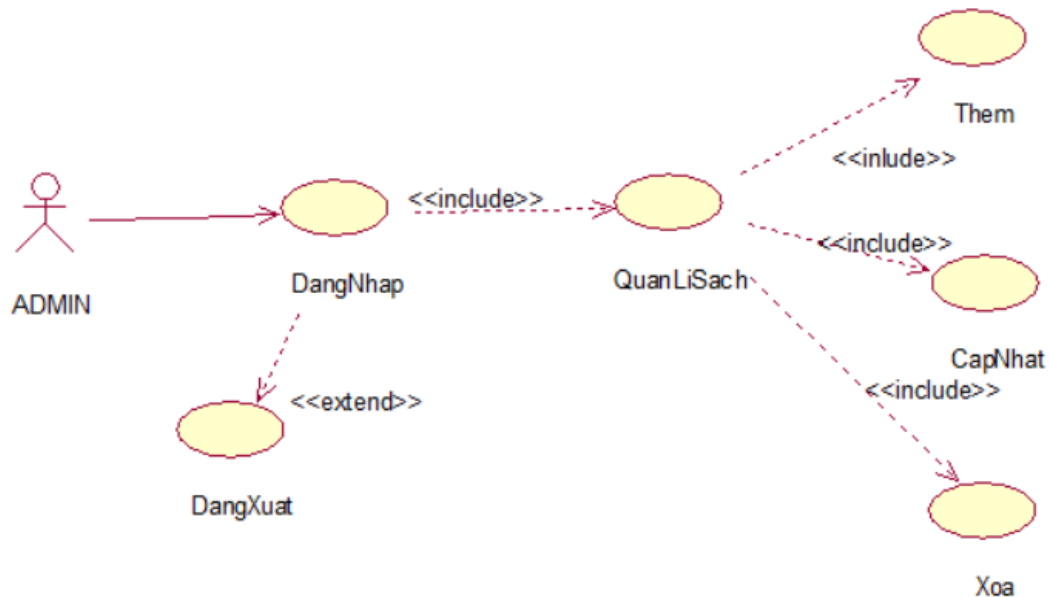 Them
<<inlude>>
<<include>>
<<include>>
DangNhap
QuanLiSach
ADMIN
CapNhat
<<extend>>
<<include>>
DangXuat
Xoa